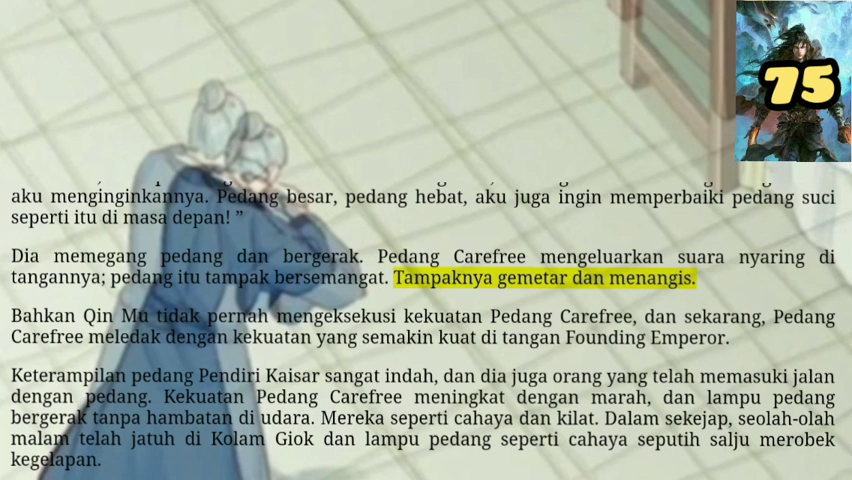 75
aku menginginkannya. Pedang besar, pedang hebat, aku juga ingin memperbaiki pedang suci
seperti itu di masa depan! ”
Dia memegang pedang dan bergerak. Pedang Carefree mengeluarkan suara nyaring di
tangannya; pedang itu tampak bersemangat. Tampaknya gemetar dan menangis.
Bahkan Qin Mu tidak pernah mengeksekusi kekuatan Pedang Carefree, dan sekarang, Pedang
Carefree meledak dengan kekuatan yang semakin kuat di tangan Founding Emperor.
Keterampilan pedang Pendiri Kaisar sangat indah, dan dia juga orang yang telah memasuki jalan
dengan pedang. Kekuatan Pedang Carefree meningkat dengan marah, dan lampu pedang
bergerak tanpa hambatan di udara. Mereka seperti cahaya dan kilat. Dalam sekejap, seolah-olah
malam telah jatuh di Kolam Giok dan lampu pedang seperti cahaya seputih salju merobek
kegelapan.